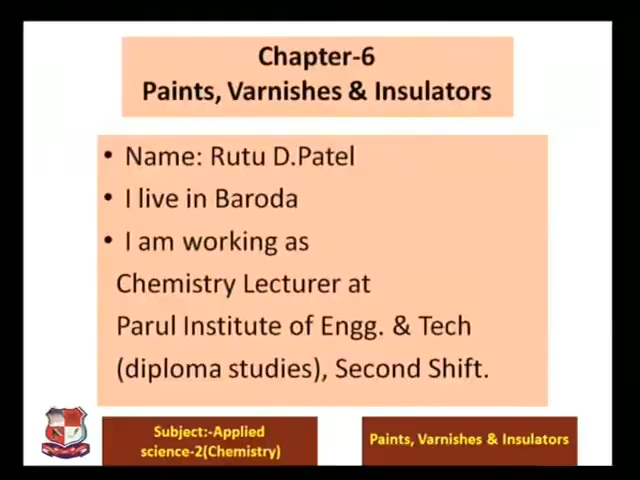 Chapter-6
Paints, Varnishes & Insulators
• Name: Rutu D.Patel
• I live in Baroda
• I am working as
Chemistry Lecturer at
Parul Institute of Engg. & Tech
(diploma studies), Second Shift.
Subject:-Applied
science-2(Chemistry)
Paints, Varnishes & Insulators